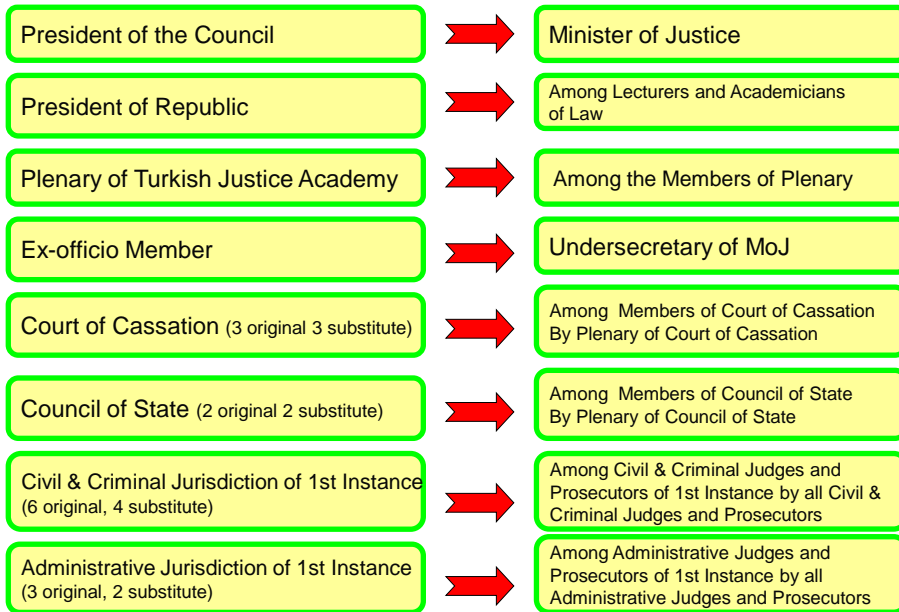 President of the Council
Minister of Justice
President of Republic
Among Lecturers and Academicians
of Law
Plenary of Turkish Justice Academy
Among the Members of Plenary
Ex-officio Member
Undersecretary of MoJ
Court of Cassation (3 original 3 substitute)
Among Members of Court of Cassation
By Plenary of Court of Cassation
Council of State (2 original 2 substitute)
Among Members of Council of State
By Plenary of Council of State
Civil & Criminal Jurisdiction of 1st Instance
(6 original, 4 substitute)
Among Civil & Criminal Judges and
Prosecutors of 1st Instance by all Civil &
Criminal Judges and Prosecutors
Administrative Jurisdiction of 1st Instance
(3 original, 2 substitute)
Among Administrative Judges and
Prosecutors of 1st Instance by all
Administrative Judges and Prosecutors